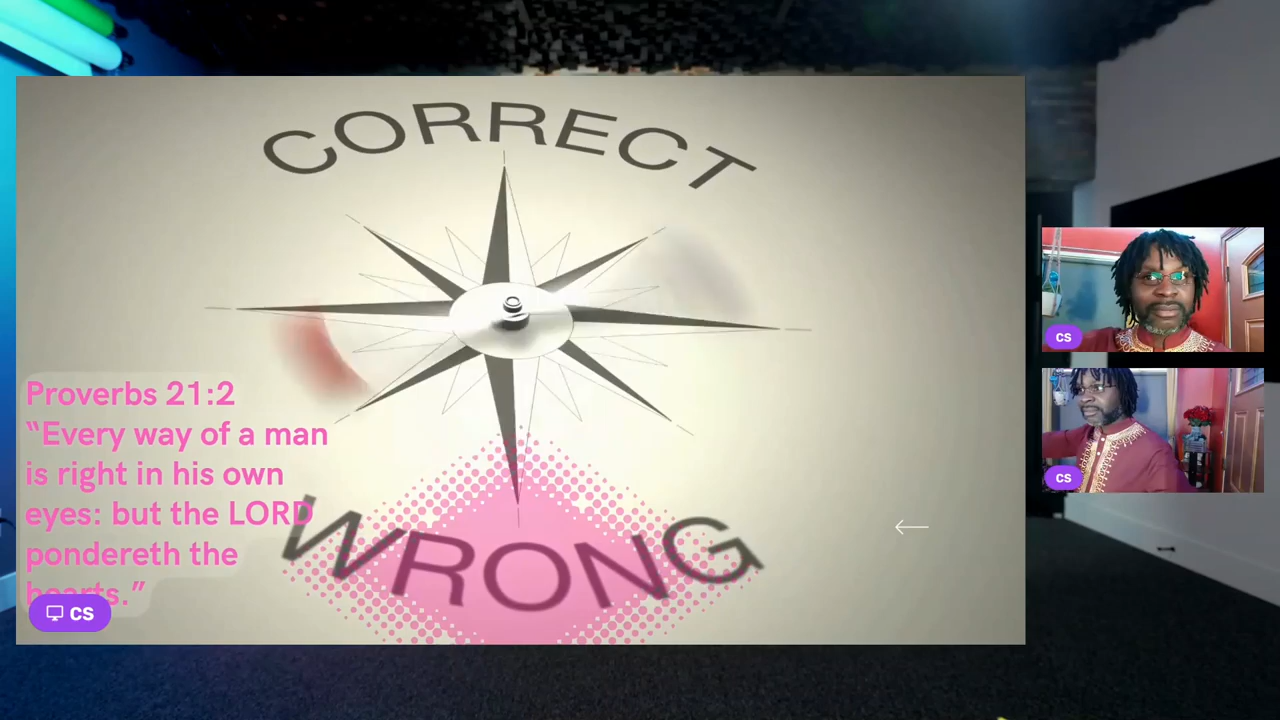 CORRECT
Proverbs 21:2
“Every way of a man
is right in his own
eyes: but the LORD
pondereth the
hearts.”
WRONG
CS
CS
CS